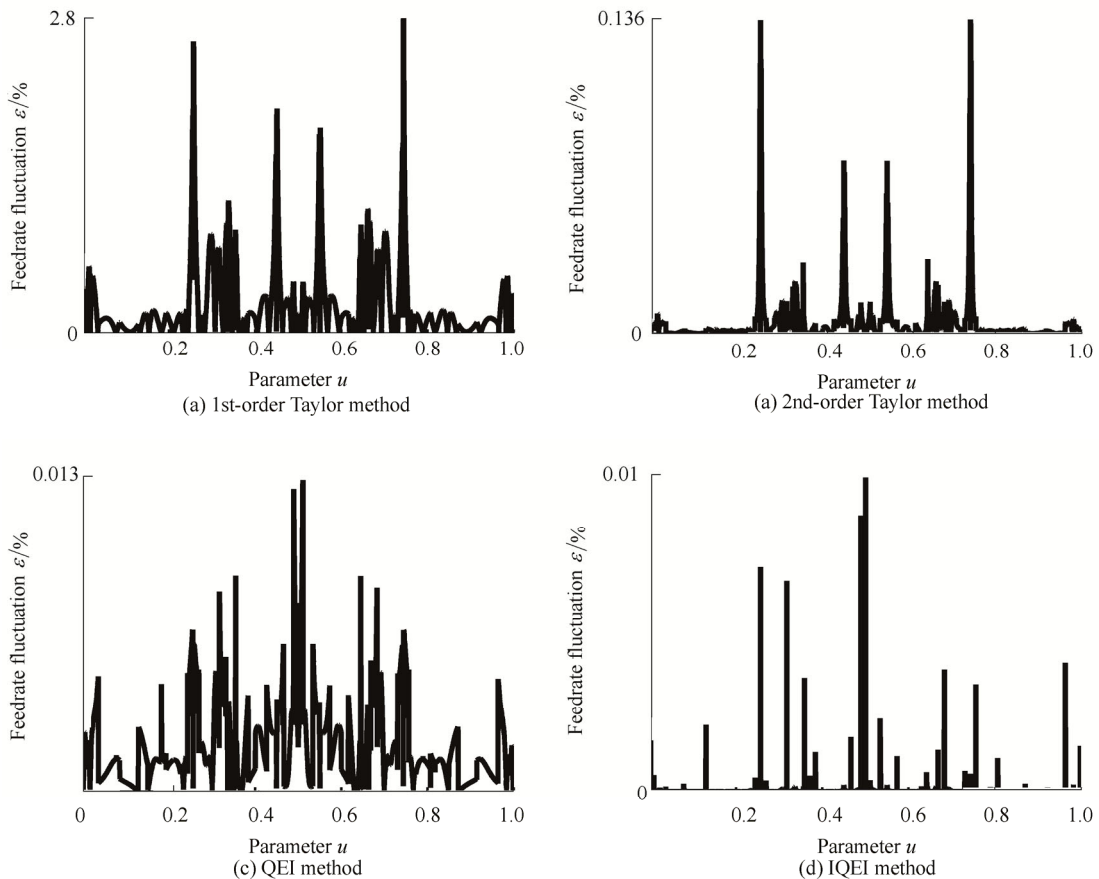 2.8
Feedrate fluctuation ε/%
0
0.2 0.4 0.6 0.8 1.0
Parameter u
(a) 1st-order Taylor method
0.136
Feedrate fluctuation ε/%
0
0.2 0.4 0.6 0.8 1.0
Parameter u
(a) 2nd-order Taylor method
0.013
Feedrate fluctuation ε/%
0 0.2 0.4 0.6 0.8 1.0
Parameter u
(c) QEI method
0.01
Feedrate fluctuation ε/%
0
0.2 0.4 0.6 0.8 1.0
Parameter u
(d) IQEI method